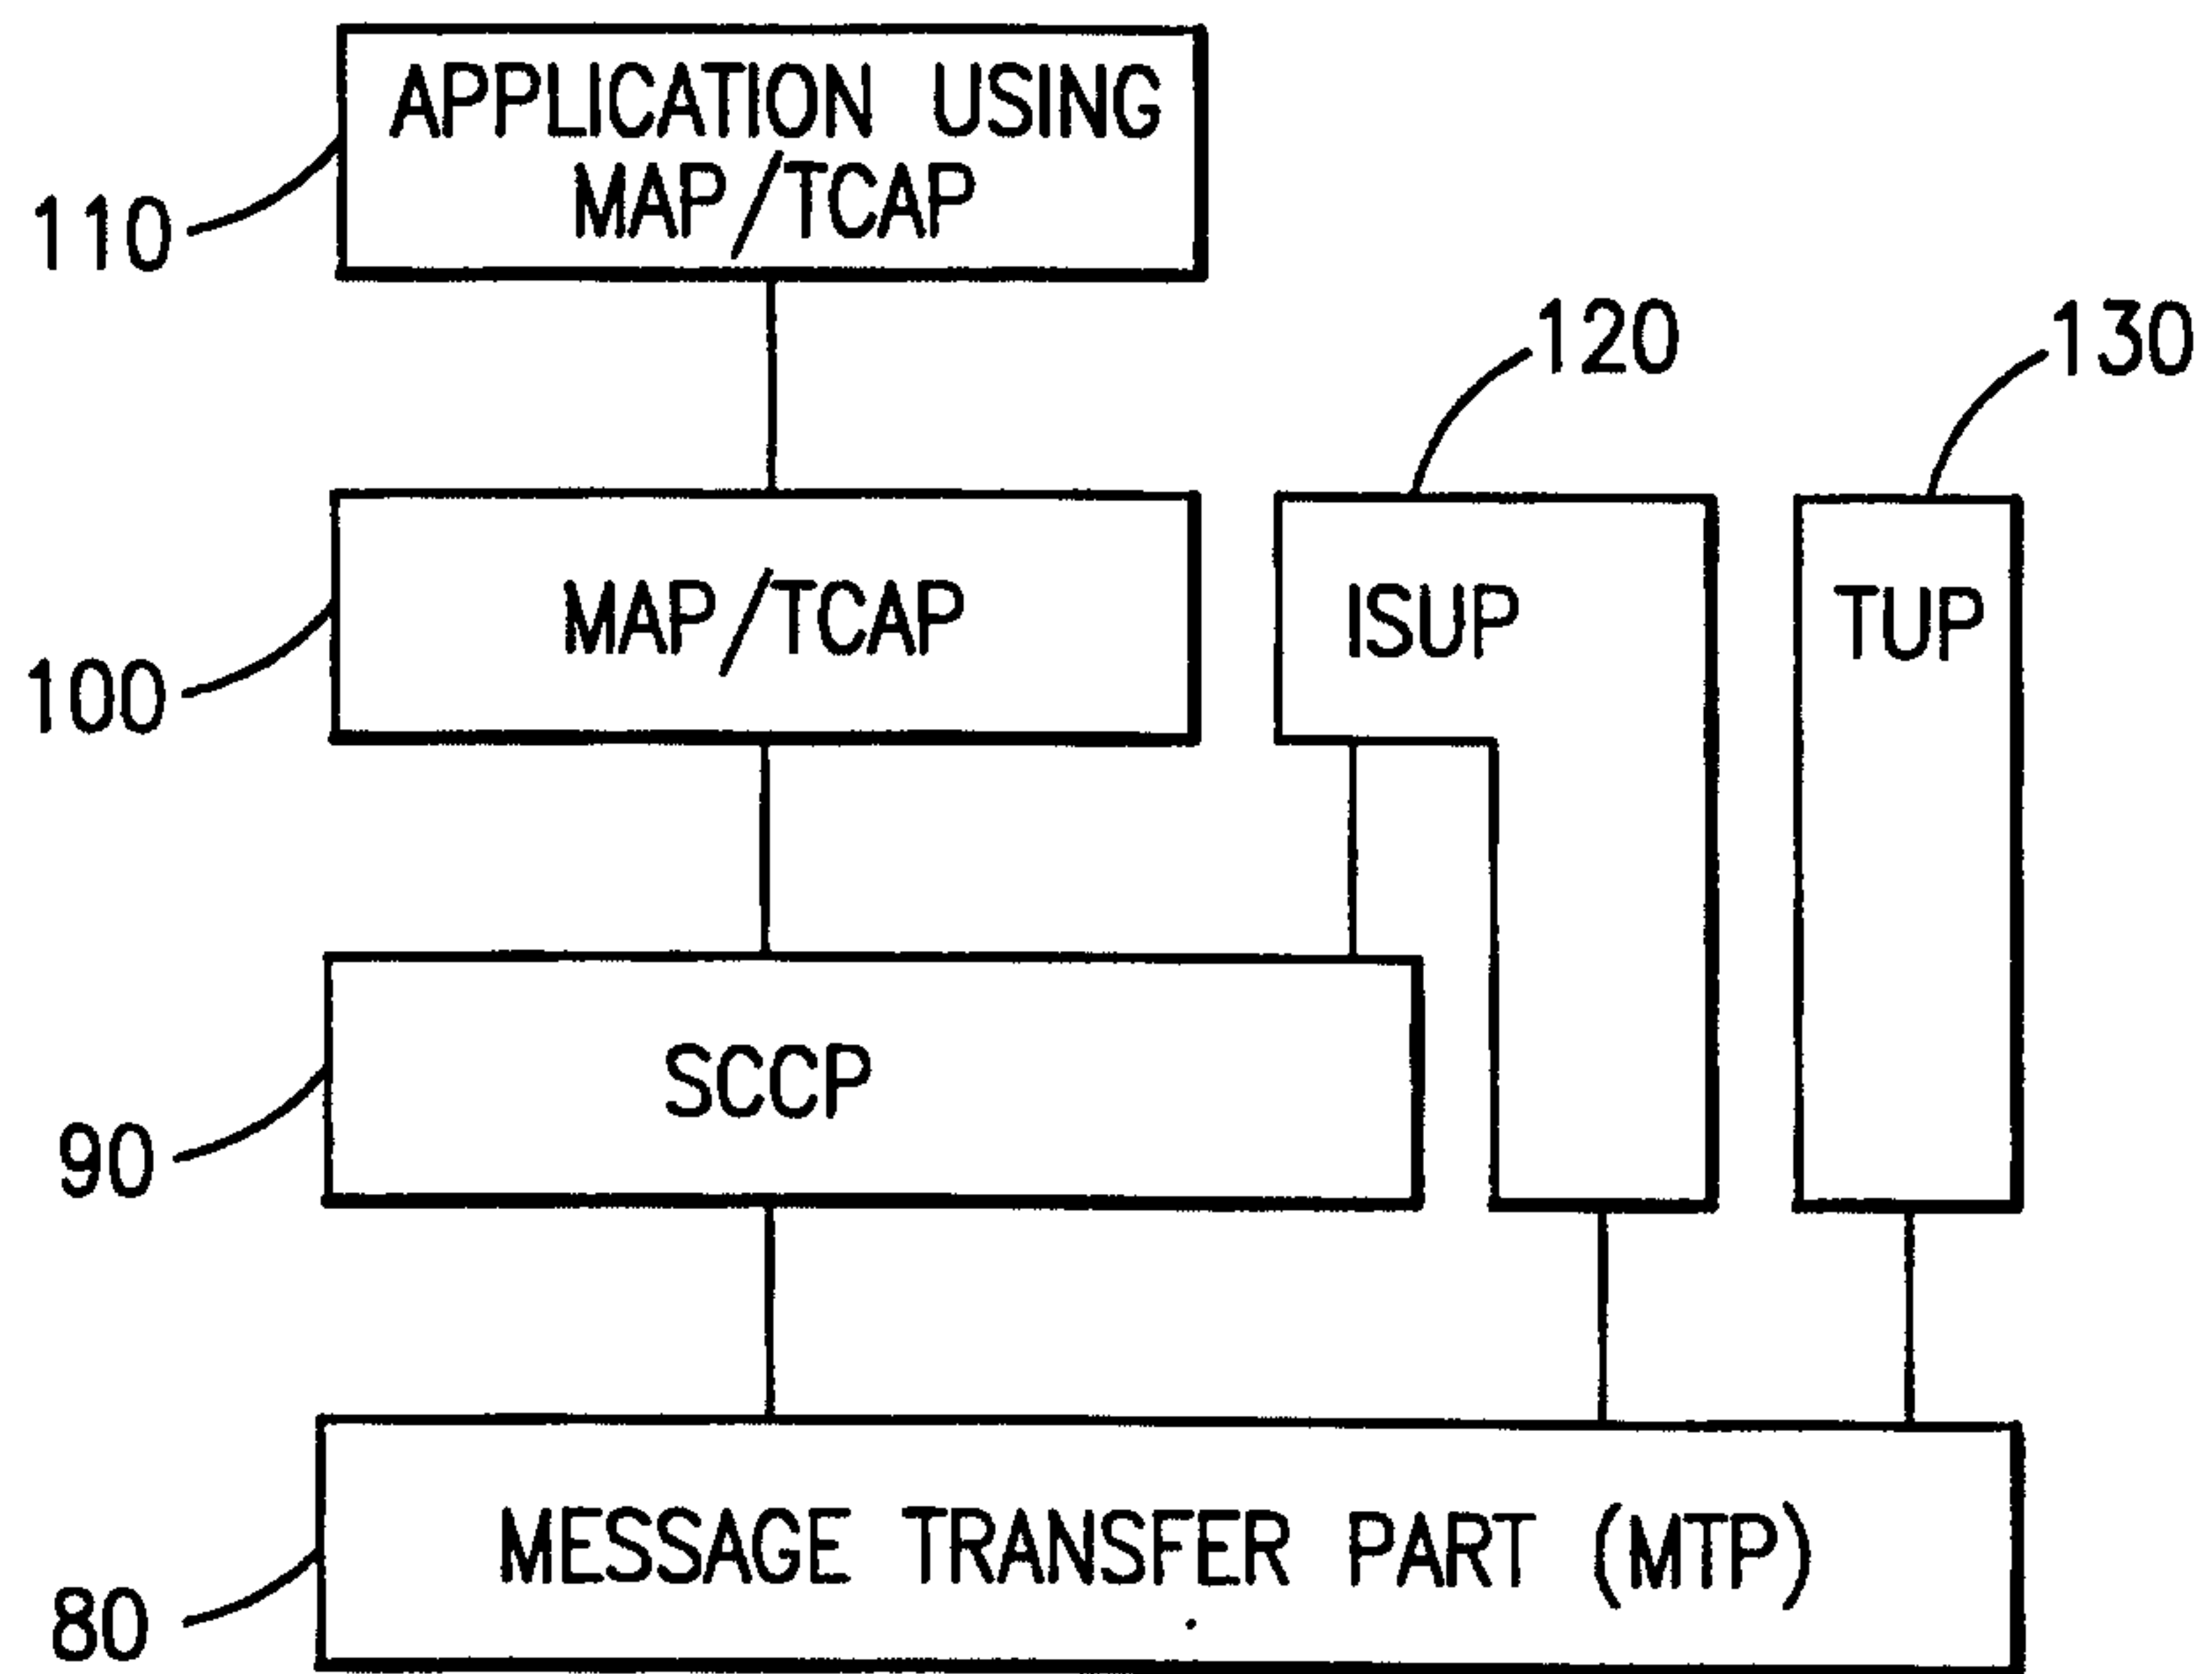 APPLICATION USING
MAP/TCAP
110
120
130
MAP/TCAP
ISUP
TUP
100
SCCP
90
MESSAGE TRANSFER PART (MTP)
80